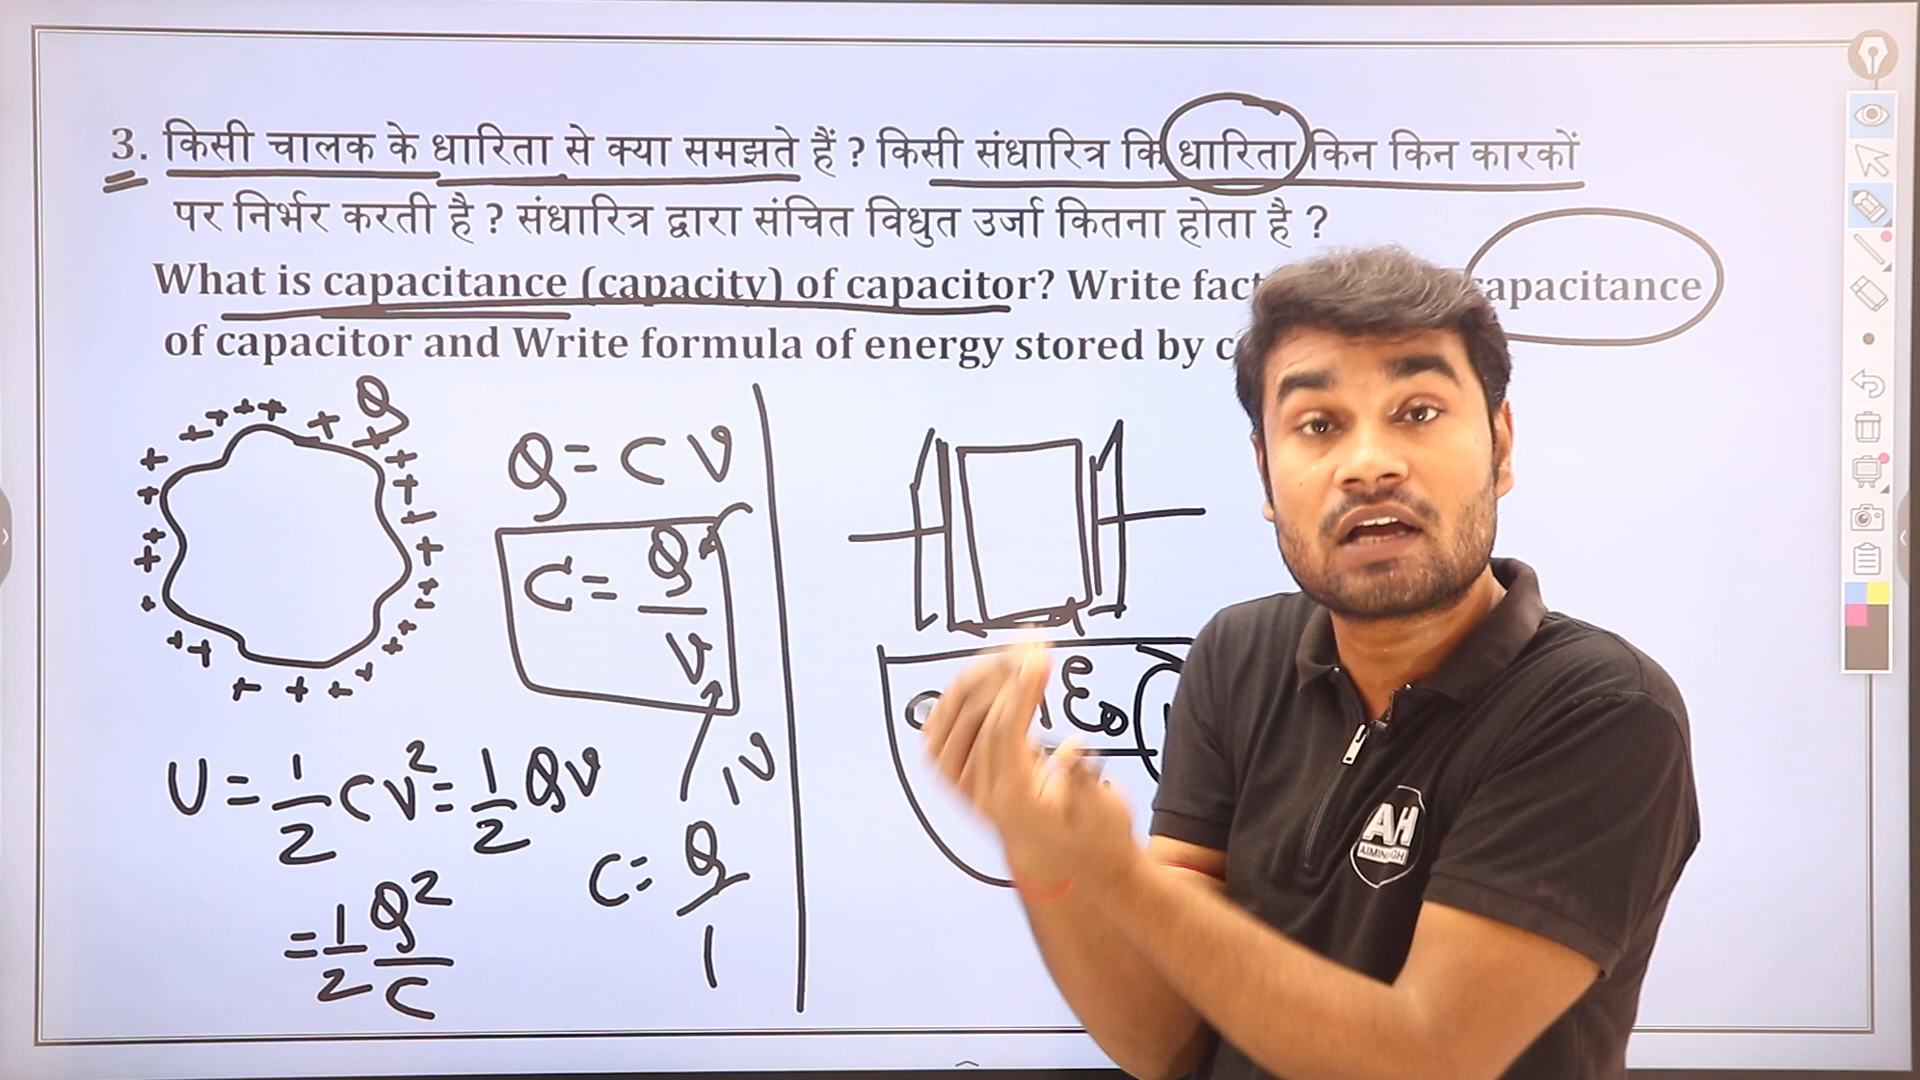 3. किसी चालक के धारिता से क्या समझते हैं ? किसी संधारित्र कि धारिता किन किन कारकों
पर निर्भर करती है ? संधारित्र द्वारा संचित विधुत उर्जा कितना होता है ?
What is capacitance (capacity) of capacitor? Write capacitance
of capacitor and Write formula of energy stored by
Q
Q = CV
C = Q/V
U = 1/2 CV² = 1/2 QV
1V
C = Q/1
= 1/2 Q²/C
ε₀
AH